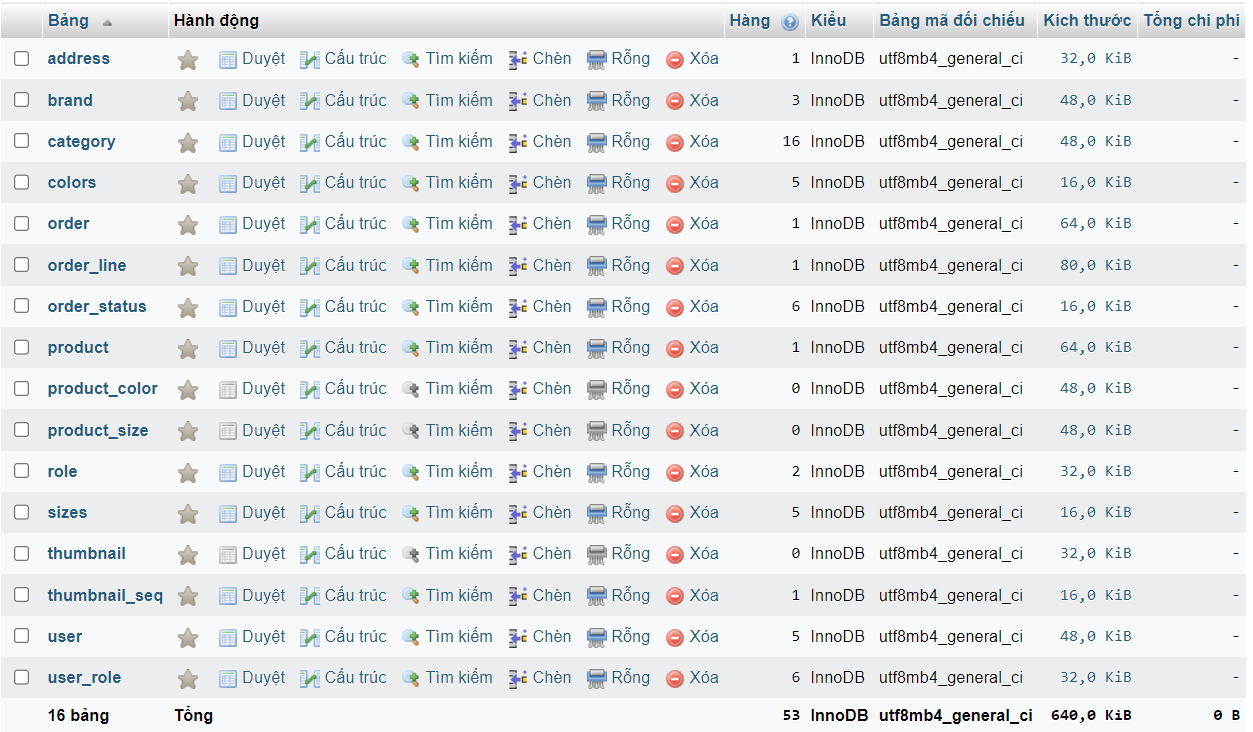 Bảng Hành động Hàng Kiểu Bảng mã đối chiếu Kích thước Tổng chi phí
address Duyệt Cấu trúc Tìm kiếm Chèn Rỗng Xóa 1 InnoDB utf8mb4_general_ci 32,0 KiB -
brand Duyệt Cấu trúc Tìm kiếm Chèn Rỗng Xóa 3 InnoDB utf8mb4_general_ci 48,0 KiB -
category Duyệt Cấu trúc Tìm kiếm Chèn Rỗng Xóa 16 InnoDB utf8mb4_general_ci 48,0 KiB -
colors Duyệt Cấu trúc Tìm kiếm Chèn Rỗng Xóa 5 InnoDB utf8mb4_general_ci 16,0 KiB -
order Duyệt Cấu trúc Tìm kiếm Chèn Rỗng Xóa 1 InnoDB utf8mb4_general_ci 64,0 KiB -
order_line Duyệt Cấu trúc Tìm kiếm Chèn Rỗng Xóa 1 InnoDB utf8mb4_general_ci 80,0 KiB -
order_status Duyệt Cấu trúc Tìm kiếm Chèn Rỗng Xóa 6 InnoDB utf8mb4_general_ci 16,0 KiB -
product Duyệt Cấu trúc Tìm kiếm Chèn Rỗng Xóa 1 InnoDB utf8mb4_general_ci 64,0 KiB -
product_color Duyệt Cấu trúc Tìm kiếm Chèn Rỗng Xóa 0 InnoDB utf8mb4_general_ci 48,0 KiB -
product_size Duyệt Cấu trúc Tìm kiếm Chèn Rỗng Xóa 0 InnoDB utf8mb4_general_ci 48,0 KiB -
role Duyệt Cấu trúc Tìm kiếm Chèn Rỗng Xóa 2 InnoDB utf8mb4_general_ci 32,0 KiB -
sizes Duyệt Cấu trúc Tìm kiếm Chèn Rỗng Xóa 5 InnoDB utf8mb4_general_ci 16,0 KiB -
thumbnail Duyệt Cấu trúc Tìm kiếm Chèn Rỗng Xóa 0 InnoDB utf8mb4_general_ci 32,0 KiB -
thumbnail_seq Duyệt Cấu trúc Tìm kiếm Chèn Rỗng Xóa 1 InnoDB utf8mb4_general_ci 16,0 KiB -
user Duyệt Cấu trúc Tìm kiếm Chèn Rỗng Xóa 5 InnoDB utf8mb4_general_ci 48,0 KiB -
user_role Duyệt Cấu trúc Tìm kiếm Chèn Rỗng Xóa 6 InnoDB utf8mb4_general_ci 32,0 KiB -
16 bảng Tổng 53 InnoDB utf8mb4_general_ci 640,0 KiB 0 B